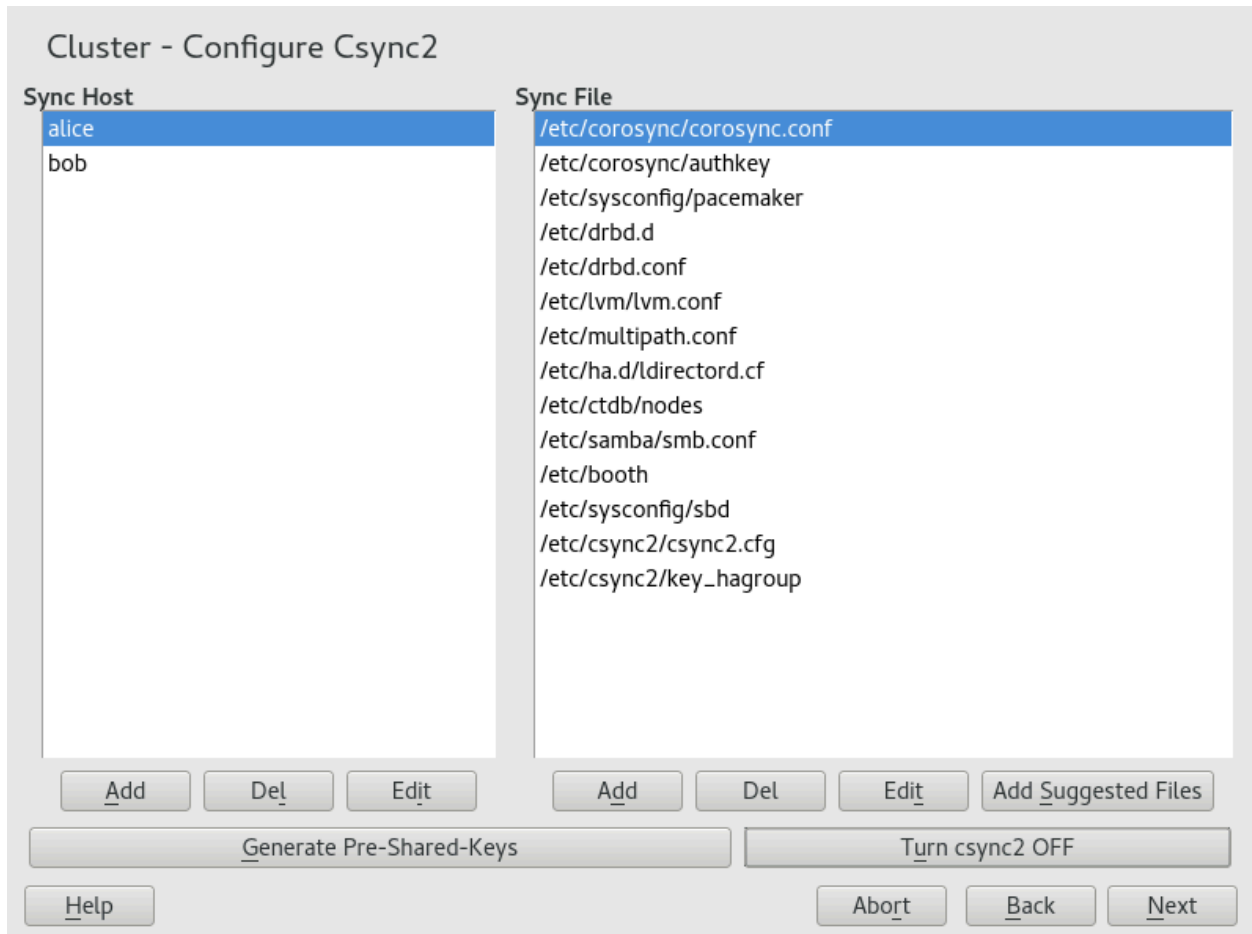 Cluster - Configure Csync2
Sync Host
alice
bob
Sync File
/etc/corosync/corosync.conf
/etc/corosync/authkey
/etc/sysconfig/pacemaker
/etc/drbd.d
/etc/drbd.conf
/etc/lvm/lvm.conf
/etc/multipath.conf
/etc/ha.d/ldirectord.cf
/etc/ctdb/nodes
/etc/samba/smb.conf
/etc/booth
/etc/sysconfig/sbd
/etc/csync2/csync2.cfg
/etc/csync2/key_hagroup
Add Del Edit Add Del Edit Add Suggested Files
Generate Pre-Shared-Keys Turn csync2 OFF
Help Abort Back Next